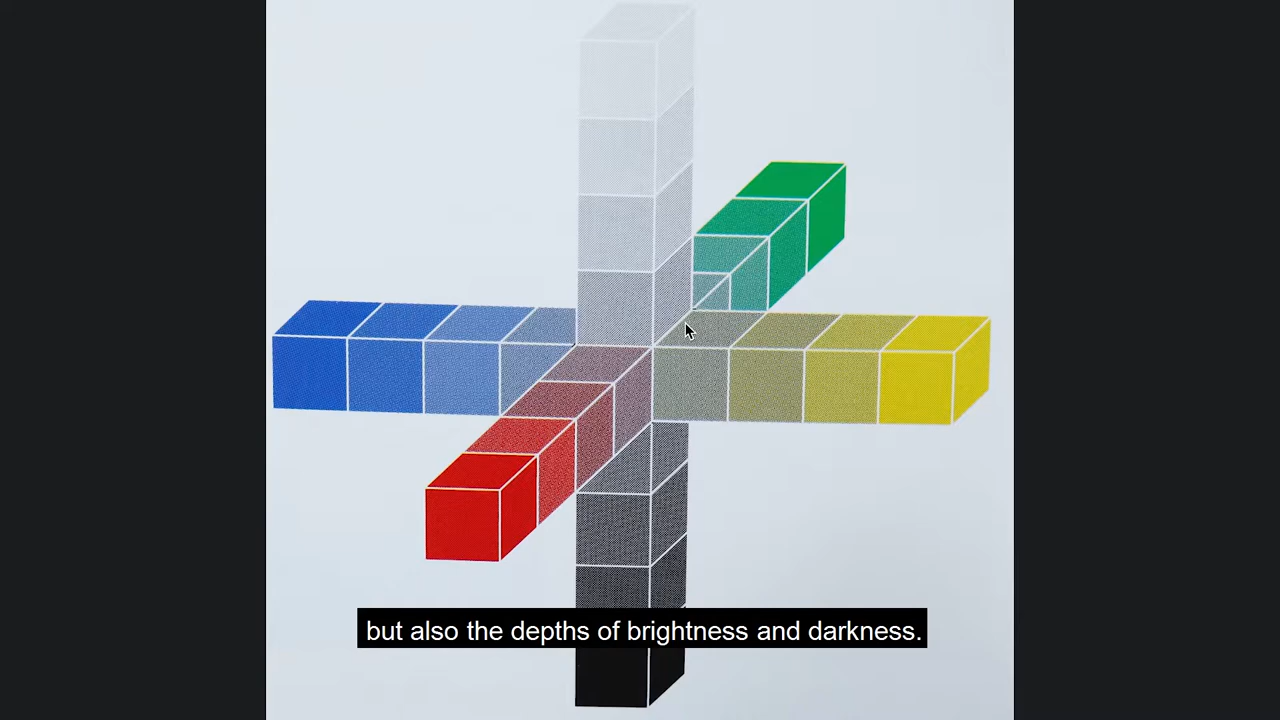 but also the depths of brightness and darkness.